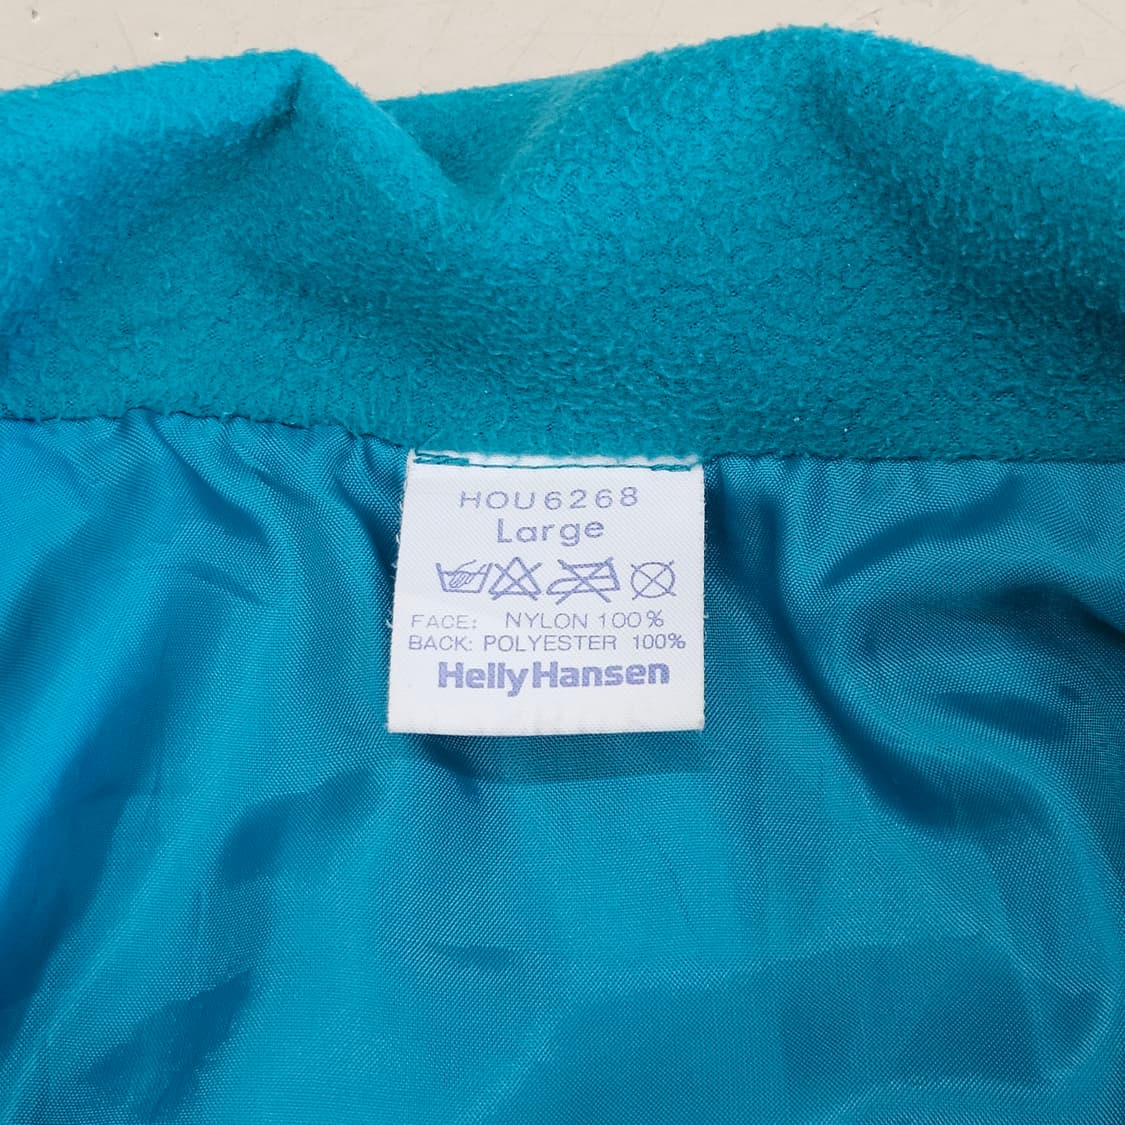 HOU6268
Large
FACE: NYLON 100%
BACK: POLYESTER 100%
HellyHansen